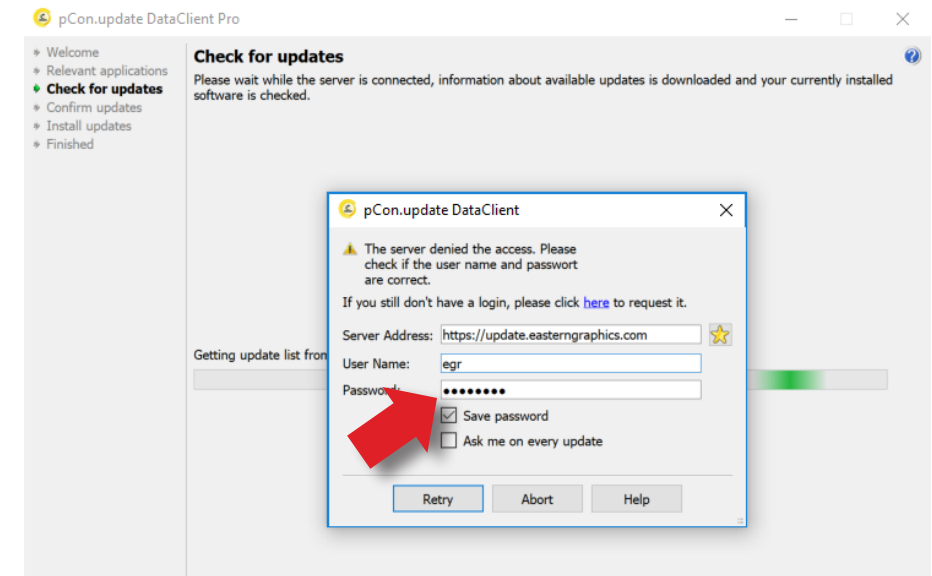 pCon.update DataClient Pro
Welcome
Relevant applications
Check for updates
Confirm updates
Install updates
Finished
Check for updates
Please wait while the server is connected, information about available updates is downloaded and your currently installed
software is checked.
Getting update list from
pCon.update DataClient
The server denied the access. Please
check if the user name and passwort
are correct.
If you still don't have a login, please click here to request it.
Server Address: https://update.easterngraphics.com
User Name: egr
Password: ●●●●●●●●
Save password
Ask me on every update
Retry Abort Help